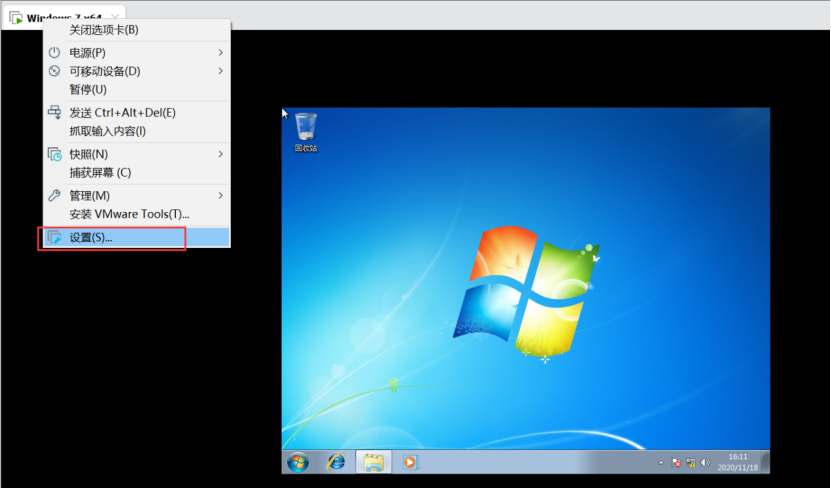 Windows 7 x64
关闭选项卡(B)
电源(P)
可移动设备(D)
暂停(U)
发送 Ctrl+Alt+Del(E)
抓取输入内容(I)
快照(N)
捕获屏幕 (C)
管理(M)
安装 VMware Tools(T)...
设置(S)...
回收站
16:11
2020/11/18